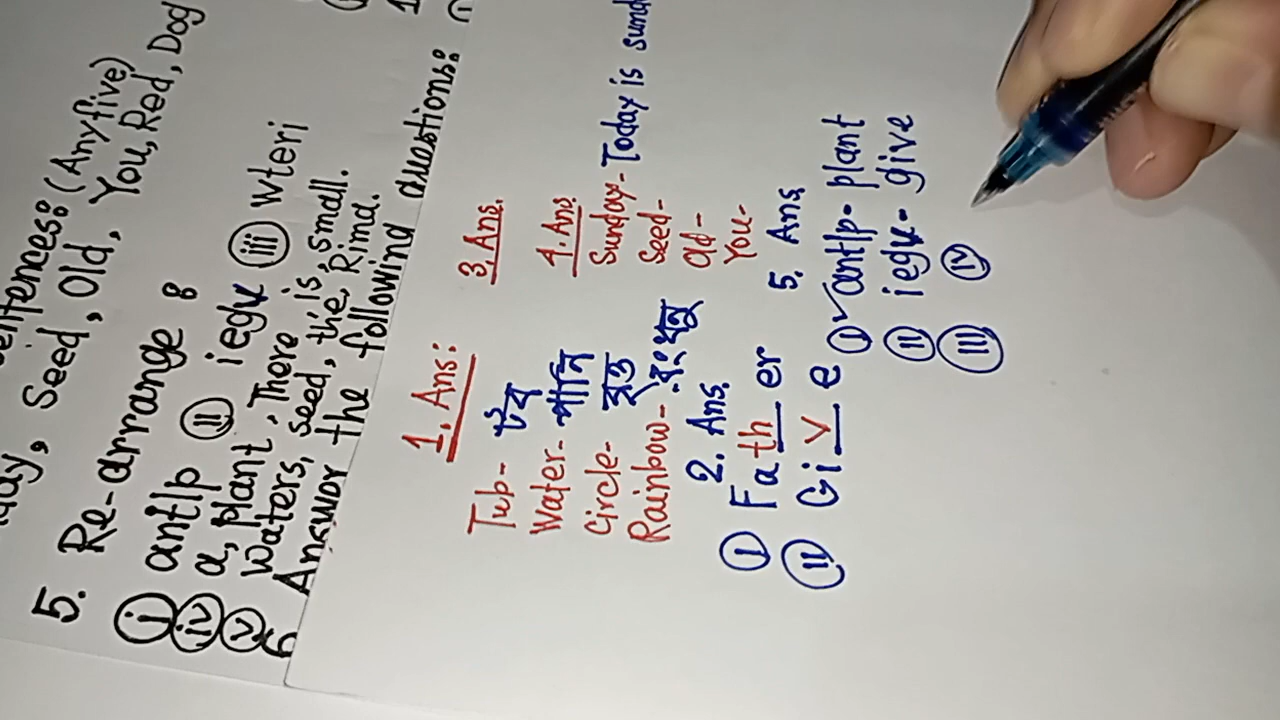 sentences: (Any five)
day, Seed, Old, You, Red, Dog
5. Re-arrange :
(i) antlp (ii) iegv (iii) wteri
(iv) a, plant, There is, small.
(v) Waters, seed, the, Rima.
6 Answer the following questions:
1. Ans:
Tub- টব
Water- পানি
Circle- বৃত্ত
Rainbow- রংধনু
2. Ans.
(i) Father
(ii) Give
3. Ans.
4. Ans.
Sunday- Today is sund
Seed-
Old-
You-
5. Ans
(i) antlp- plant
(ii) iegv- give
(iii) (iv)